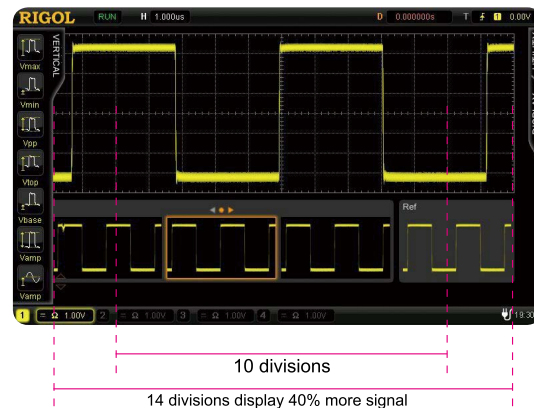 RIGOL RUN H 1.000us D 0.000000s T 1 0.00V
VERTICAL
Vmax
Vmin
Vpp
Vtop
Vbase
Vamp
Vamp
Ref
1 = Ω 1.00V 2 = Ω 1.00V 3 = Ω 1.00V 4 = Ω 1.00V 19:30
10 divisions
14 divisions display 40% more signal